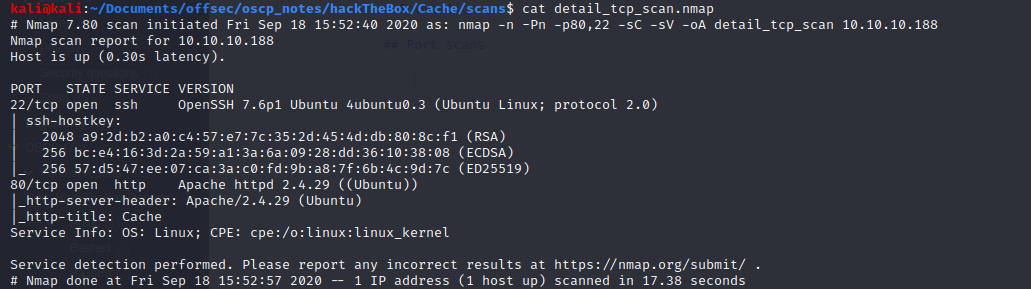 kali@kali:~/Documents/offsec/oscp_notes/hackTheBox/Cache/scans$ cat detail_tcp_scan.nmap
# Nmap 7.80 scan initiated Fri Sep 18 15:52:40 2020 as: nmap -n -Pn -p80,22 -sC -sV -oA detail_tcp_scan 10.10.10.188
## Port scans
Nmap scan report for 10.10.10.188
Host is up (0.30s latency).
PORT   STATE SERVICE VERSION
22/tcp open  ssh     OpenSSH 7.6p1 Ubuntu 4ubuntu0.3 (Ubuntu Linux; protocol 2.0)
| ssh-hostkey:
|   2048 a9:2d:b2:a0:c4:57:e7:7c:35:2d:45:4d:db:80:8c:f1 (RSA)
|   256 bc:e4:16:3d:2a:59:a1:3a:6a:09:28:dd:36:10:38:08 (ECDSA)
|_  256 57:d5:47:ee:07:ca:3a:c0:fd:9b:a8:7f:6b:4c:9d:7c (ED25519)
80/tcp open  http    Apache httpd 2.4.29 ((Ubuntu))
|_http-server-header: Apache/2.4.29 (Ubuntu)
|_http-title: Cache
Service Info: OS: Linux; CPE: cpe:/o:linux:linux_kernel
Service detection performed. Please report any incorrect results at https://nmap.org/submit/ .
# Nmap done at Fri Sep 18 15:52:57 2020 -- 1 IP address (1 host up) scanned in 17.38 seconds